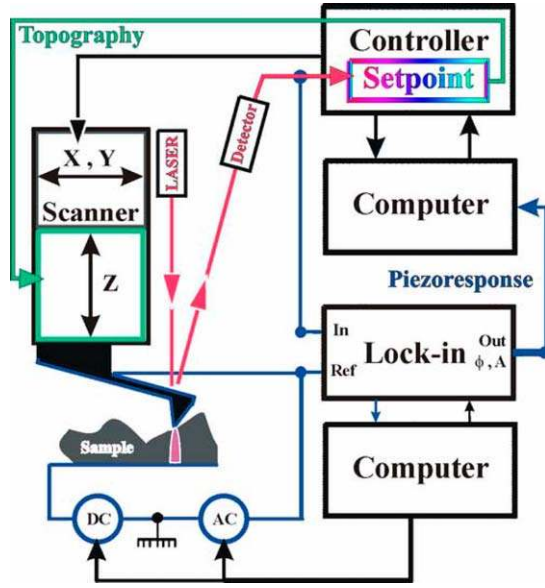 Topography
Controller
Setpoint
X , Y
Scanner
Z
LASER
Detector
Computer
Piezoresponse
In
Ref
Lock-in
Out
ϕ , A
Sample
Computer
DC
AC